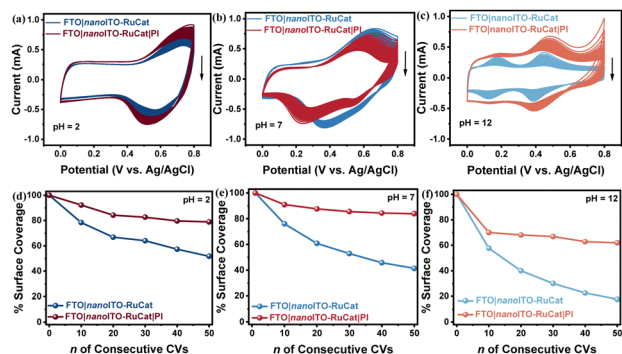 (a)
FTO|nanoITO-RuCat
FTO|nanoITO-RuCat|PI
1.0
0.5
0.0
-0.5
-1.0
Current (mA)
pH = 2
0.0 0.2 0.4 0.6 0.8
Potential (V vs. Ag/AgCl)
(b)
FTO|nanoITO-RuCat
FTO|nanoITO-RuCat|PI
1.0
0.5
0.0
-0.5
-1.0
Current (mA)
pH = 7
0.0 0.2 0.4 0.6 0.8
Potential (V vs. Ag/AgCl)
(c)
FTO|nanoITO-RuCat
FTO|nanoITO-RuCat|PI
1.0
0.5
0.0
-0.5
-1.0
Current (mA)
pH = 12
0.0 0.2 0.4 0.6 0.8
Potential (V vs. Ag/AgCl)
(d)
pH = 2
100
80
60
40
20
0
% Surface Coverage
FTO|nanoITO-RuCat
FTO|nanoITO-RuCat|PI
0 10 20 30 40 50
n of Consecutive CVs
(e)
pH = 7
100
80
60
40
20
0
% Surface Coverage
FTO|nanoITO-RuCat
FTO|nanoITO-RuCat|PI
0 10 20 30 40 50
n of Consecutive CVs
(f)
pH = 12
100
80
60
40
20
0
% Surface Coverage
FTO|nanoITO-RuCat
FTO|nanoITO-RuCat|PI
0 10 20 30 40 50
n of Consecutive CVs